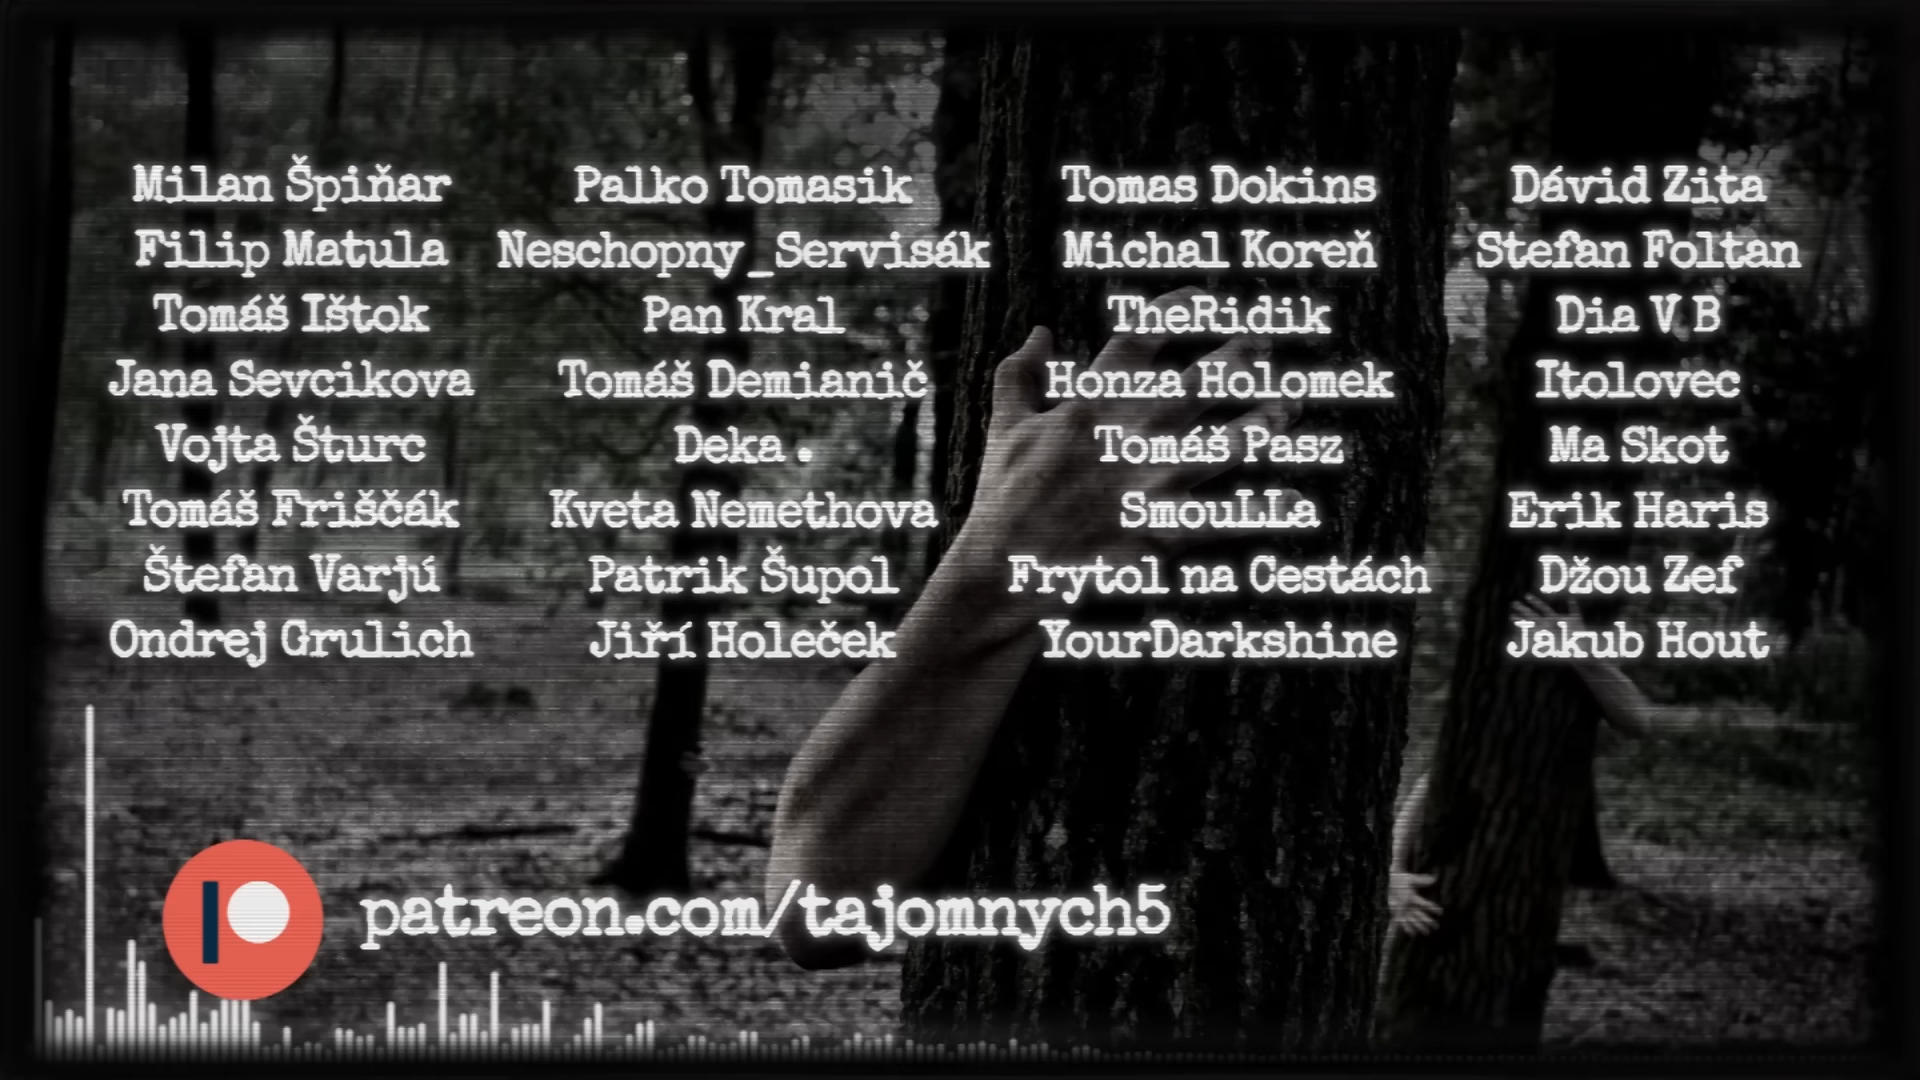 Milan Špiňar
Filip Matula
Tomáš Ištok
Jana Sevcikova
Vojta Šturc
Tomáš Friščák
Štefan Varjú
Ondrej Grulich
Palko Tomasik
Neschopny_Servisák
Pan Kral
Tomáš Demianič
Deka .
Kveta Nemethova
Patrik Šupol
Jiří Holeček
Tomas Dokins
Michal Koreň
TheRidik
Honza Holomek
Tomáš Pasz
SmouLLa
Frytol na Cestách
YourDarkshine
Dávid Zita
Stefan Foltan
Dia V B
Itolovec
Ma Skot
Erik Haris
Džou Zef
Jakub Hout
patreon.com/tajomnych5